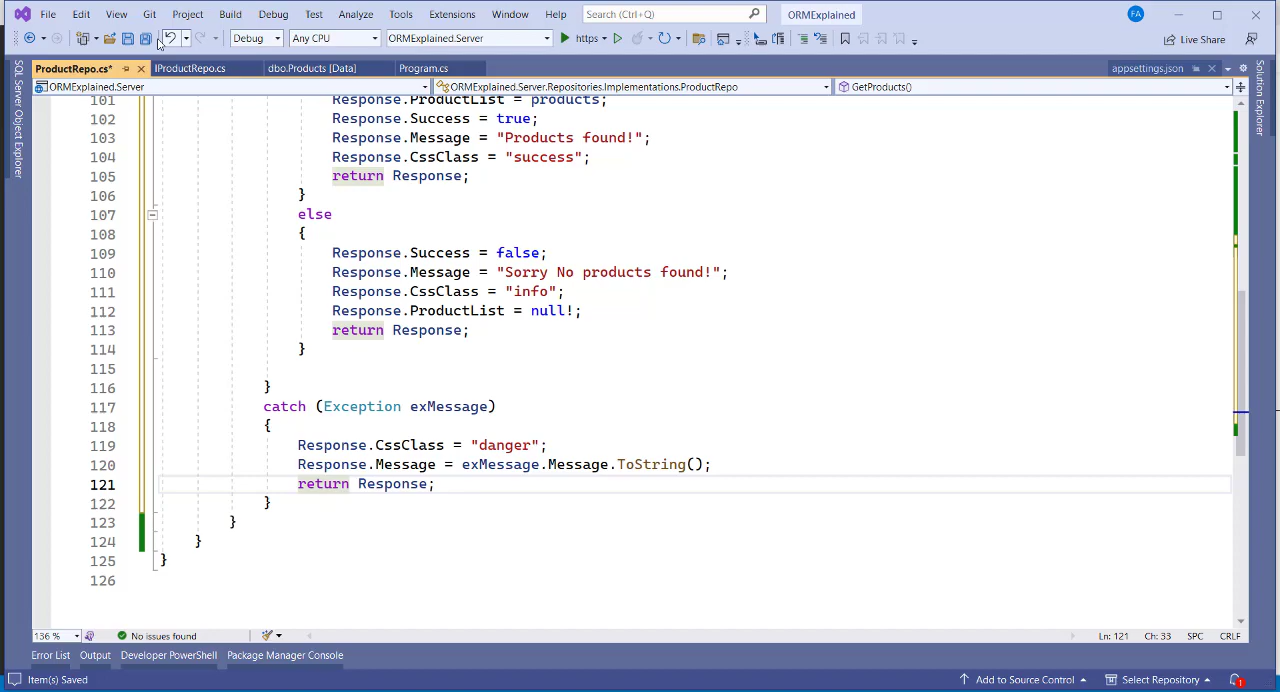 File Edit View Git Project Build Debug Test Analyze Tools Extensions Window Help Search (Ctrl+Q) ORMExplained FA
Debug Any CPU ORMExplained.Server https Live Share
ProductRepo.cs* IProductRepo.cs dbo.Products [Data] Program.cs appsettings.json
ORMExplained.Server ORMExplained.Server.Repositories.Implementations.ProductRepo GetProducts()
SQL Server Object Explorer
Solution Explorer
101 Response.ProductList = products;
102 Response.Success = true;
103 Response.Message = "Products found!";
104 Response.CssClass = "success";
105 return Response;
106 }
107 else
108 {
109 Response.Success = false;
110 Response.Message = "Sorry No products found!";
111 Response.CssClass = "info";
112 Response.ProductList = null!;
113 return Response;
114 }
115
116 }
117 catch (Exception exMessage)
118 {
119 Response.CssClass = "danger";
120 Response.Message = exMessage.Message.ToString();
121 return Response;
122 }
123 }
124 }
125 }
126
136 % No issues found Ln: 121 Ch: 33 SPC CRLF
Error List Output Developer PowerShell Package Manager Console
Item(s) Saved Add to Source Control Select Repository 1